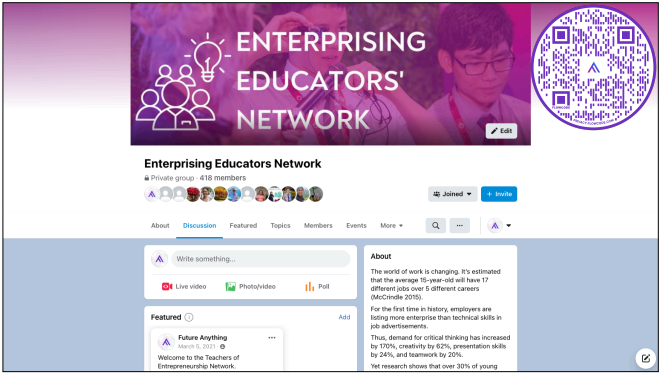 ENTERPRISING
EDUCATORS'
NETWORK
Edit
FLOWCODE
PRIVACY.FLOWCODE.COM
Enterprising Educators Network
Private group · 418 members
Joined
+ Invite
About
Discussion
Featured
Topics
Members
Events
More
Write something...
Live video
Photo/video
Poll
Featured
Add
Future Anything
March 5, 2021 ·
Welcome to the Teachers of
Entrepreneurship Network.
About
The world of work is changing. It's estimated
that the average 15-year-old will have 17
different jobs over 5 different careers
(McCrindle 2015).
For the first time in history, employers are
listing more enterprise than technical skills in
job advertisements.
Thus, demand for critical thinking has increased
by 170%, creativity by 62%, presentation skills
by 24%, and teamwork by 20%.
Yet research shows that over 30% of young